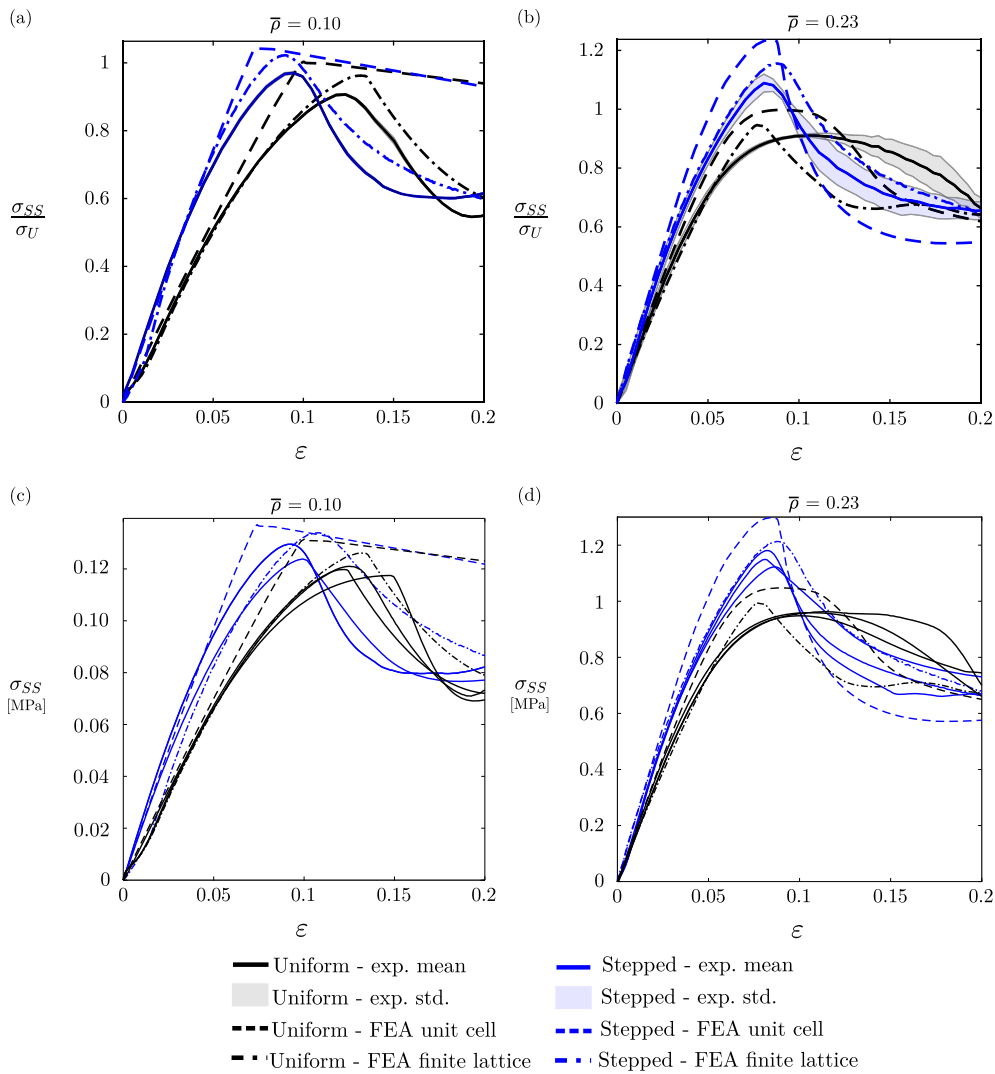 (a)
ρ = 0.10
1
0.8
0.6
0.4
0.2
0
σSS
σU
0
0.05
0.1
0.15
0.2
ε
(b)
ρ = 0.23
1.2
1
0.8
0.6
0.4
0.2
0
σSS
σU
0
0.05
0.1
0.15
0.2
ε
(c)
ρ = 0.10
0.12
0.10
0.08
0.06
0.04
0.02
0
σSS
[MPa]
0
0.05
0.1
0.15
0.2
ε
(d)
ρ = 0.23
1.2
1
0.8
0.6
0.4
0.2
0
σSS
[MPa]
0
0.05
0.1
0.15
0.2
ε
Uniform - exp. mean
Uniform - exp. std.
Uniform - FEA unit cell
Uniform - FEA finite lattice
Stepped - exp. mean
Stepped - exp. std.
Stepped - FEA unit cell
Stepped - FEA finite lattice